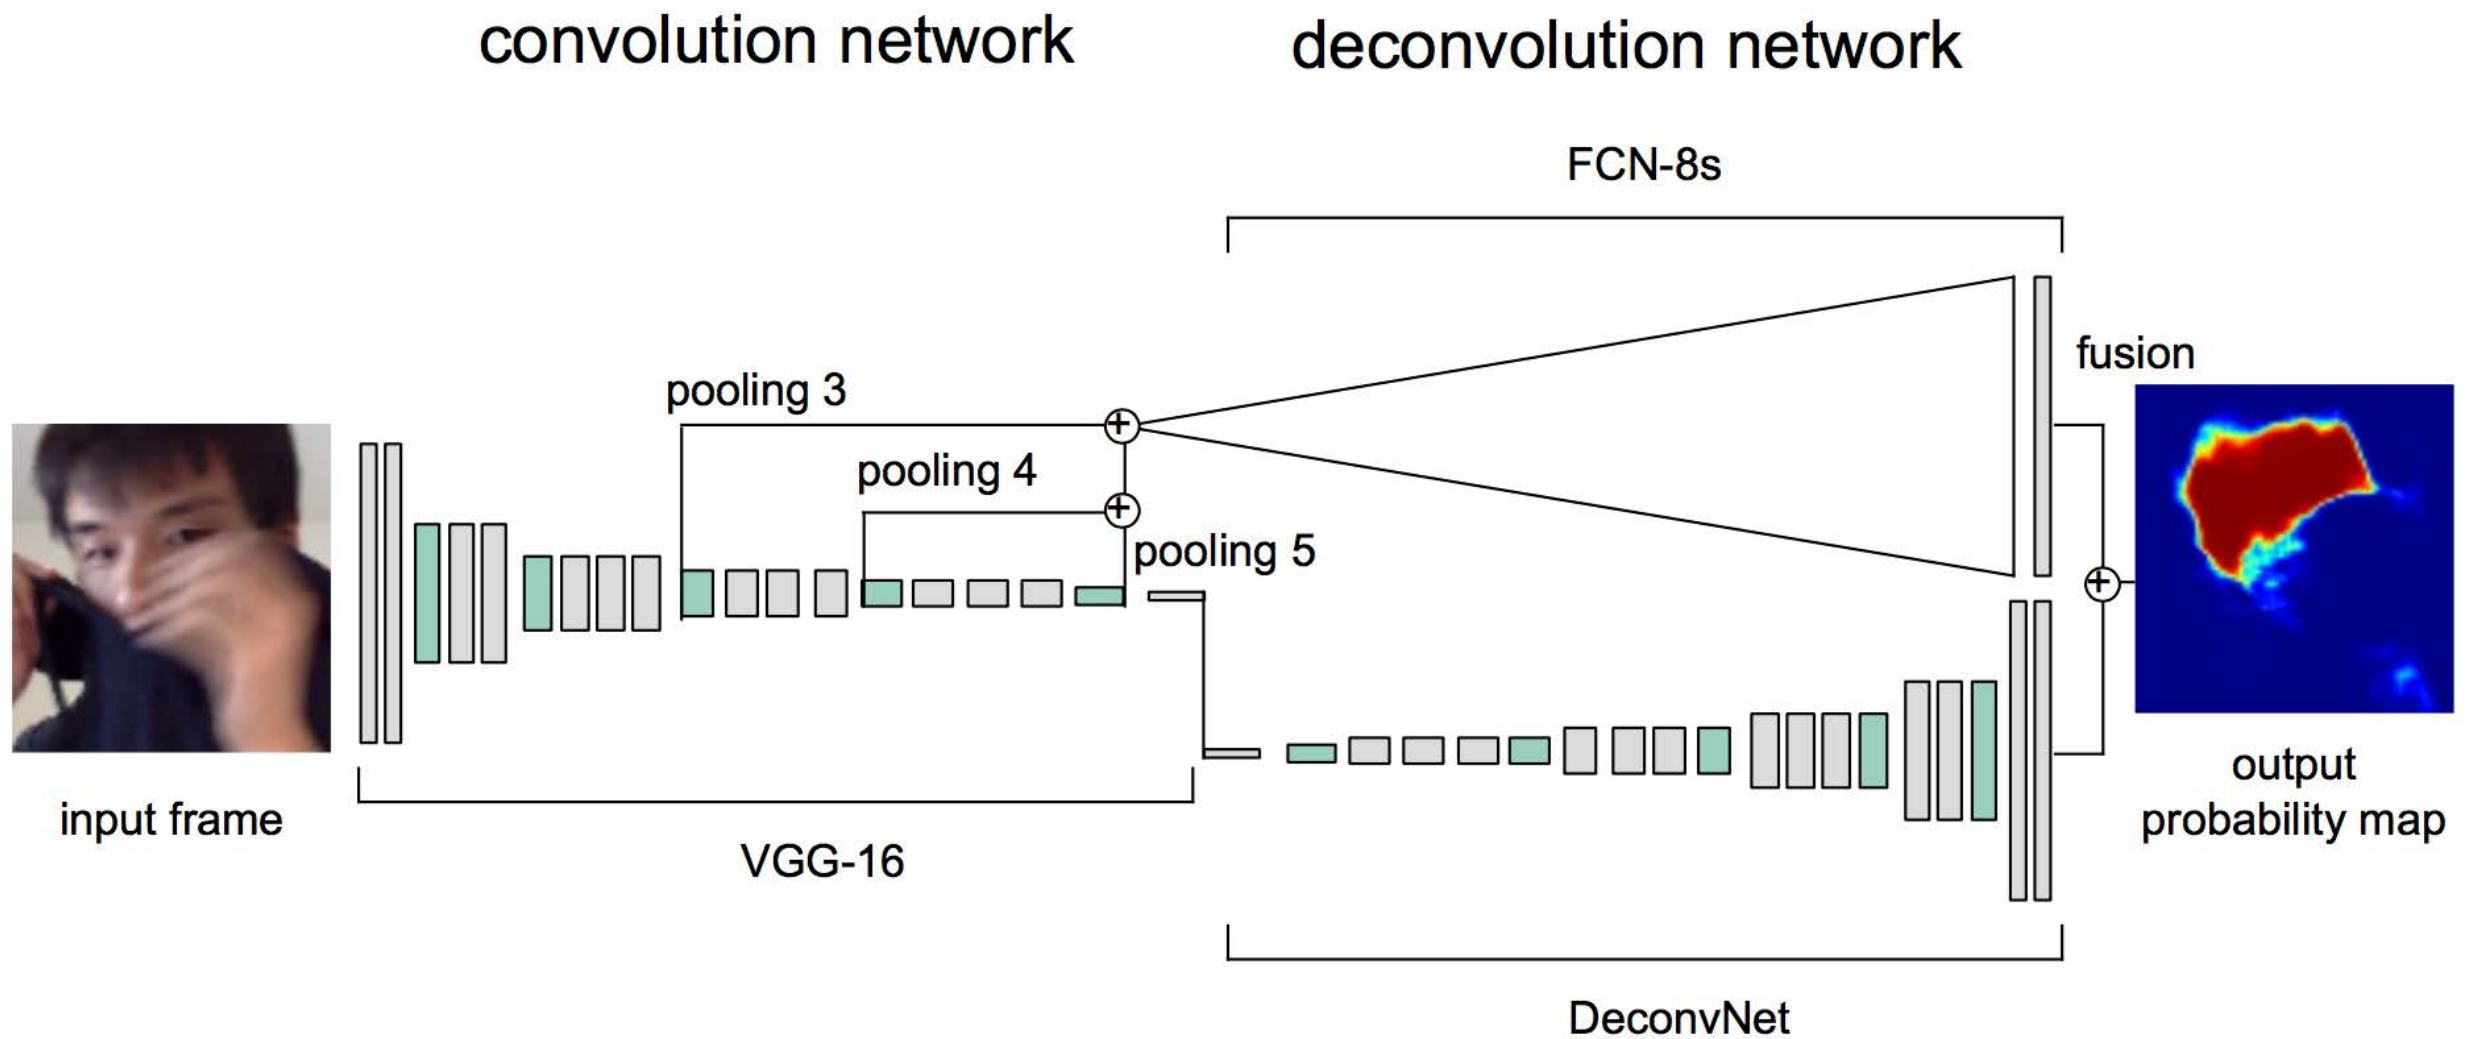 convolution network
deconvolution network
FCN-8s
fusion
pooling 3
pooling 4
pooling 5
input frame
VGG-16
output
probability map
DeconvNet